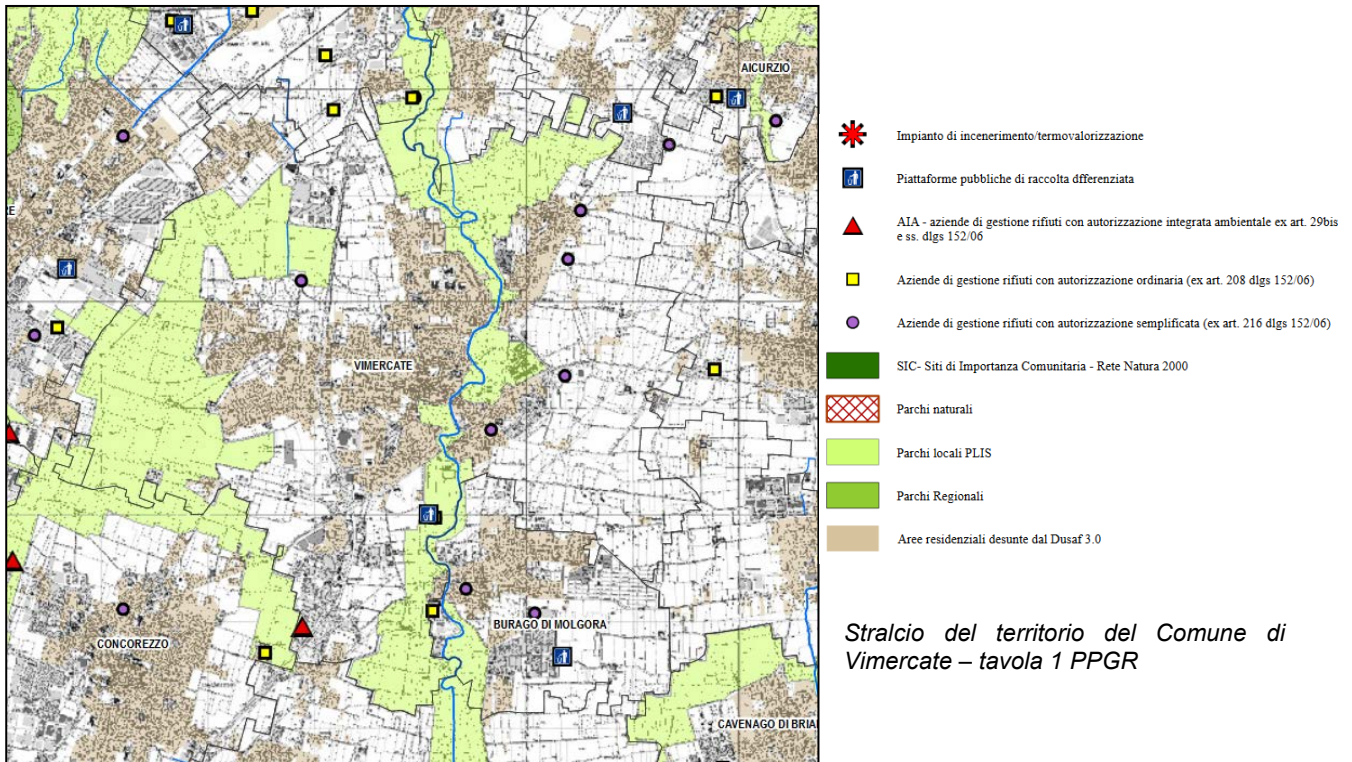 AICURZIO
RE
VIMERCATE
CONCOREZZO
BURAGO DI MOLGORA
CAVENAGO DI BRIA
Impianto di incenerimento/termovalorizzazione
Piattaforme pubbliche di raccolta dfferenziata
AIA - aziende di gestione rifiuti con autorizzazione integrata ambientale ex art. 29bis
e ss. dlgs 152/06
Aziende di gestione rifiuti con autorizzazione ordinaria (ex art. 208 dlgs 152/06)
Aziende di gestione rifiuti con autorizzazione semplificata (ex art. 216 dlgs 152/06)
SIC- Siti di Importanza Comunitaria - Rete Natura 2000
Parchi naturali
Parchi locali PLIS
Parchi Regionali
Aree residenziali desunte dal Dusaf 3.0
Stralcio del territorio del Comune di
Vimercate – tavola 1 PPGR